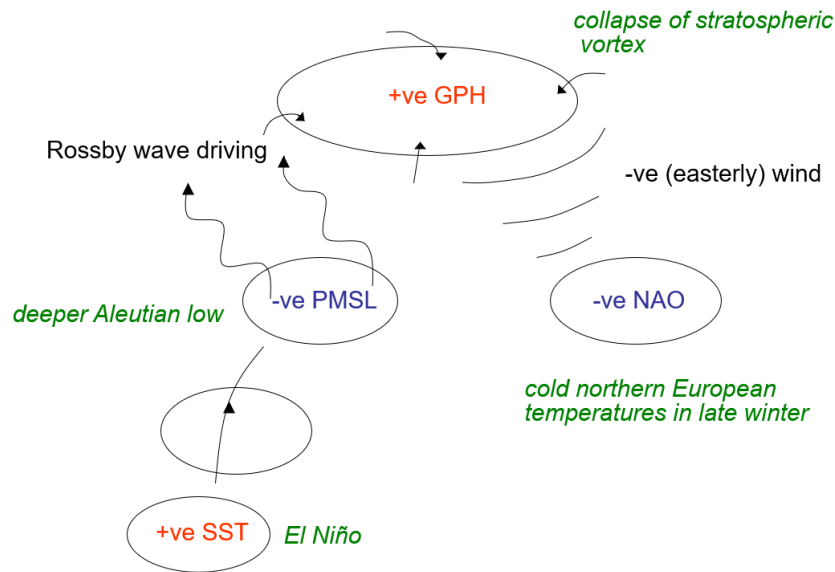 collapse of stratospheric
vortex
+ve GPH
Rossby wave driving
-ve (easterly) wind
-ve PMSL
-ve NAO
deeper Aleutian low
cold northern European
temperatures in late winter
+ve SST
El Niño